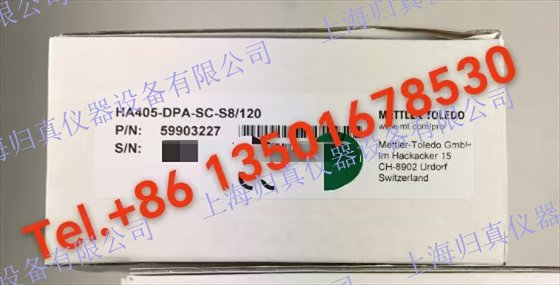 HA405-DPA-SC-S8/120
P/N: 59903227
S/N:
METTLER TOLEDO
www.mt.com/pro
Mettler-Toledo GmbH
Im Hackacker 15
CH-8902 Urdorf
Switzerland
Tel.+86 13501678530
上海归真仪器设备有限公司
上海归真仪器设备有限公司
上海归真仪器设备有限公司